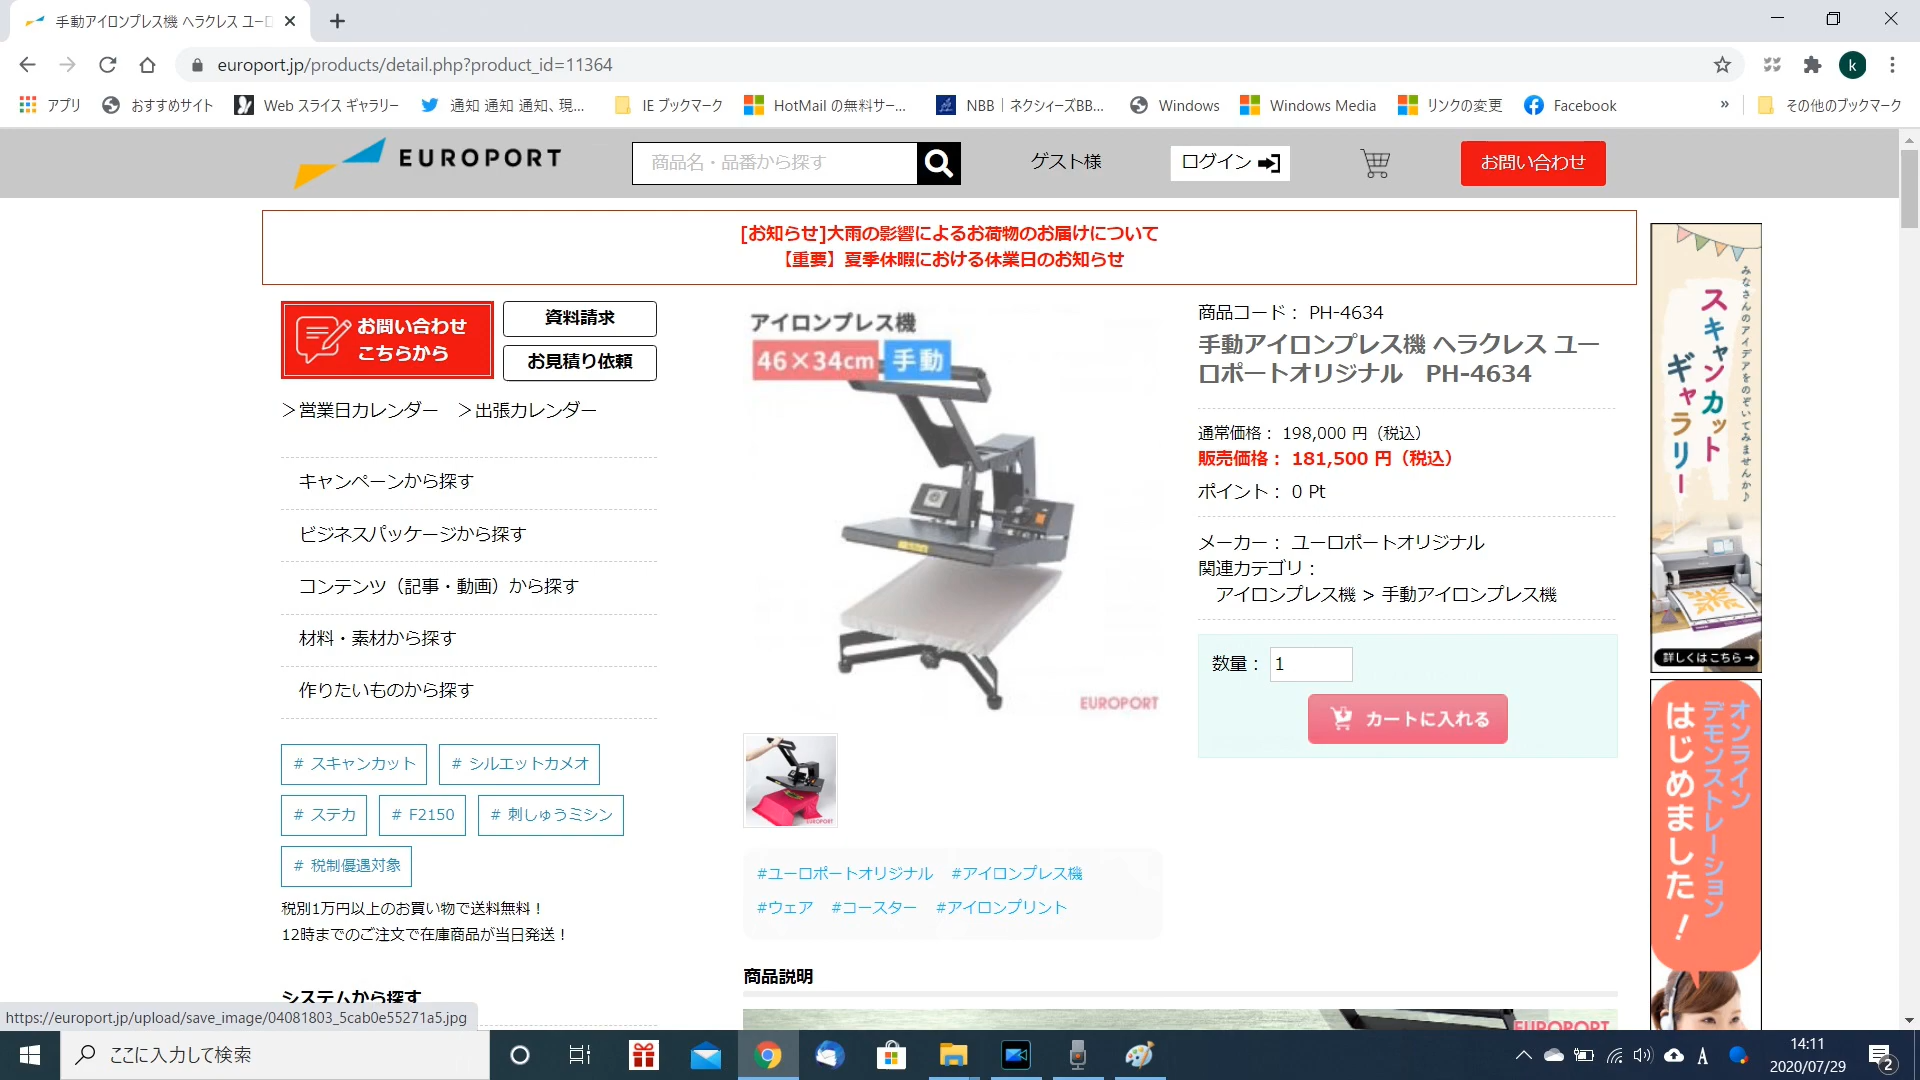 手動アイロンプレス機 ヘラクレス ユーロ
europort.jp/products/detail.php?product_id=11364
k
アプリ
おすすめサイト
Web スライス ギャラリー
通知 通知 通知、現...
IE ブックマーク
HotMail の無料サー...
NBB｜ネクシィーズBB...
Windows
Windows Media
リンクの変更
Facebook
»
その他のブックマーク
EUROPORT
商品名・品番から探す
ゲスト様
ログイン
お問い合わせ
[お知らせ]大雨の影響によるお荷物のお届けについて
【重要】夏季休暇における休業日のお知らせ
お問い合わせ
こちらから
資料請求
お見積り依頼
＞営業日カレンダー ＞出張カレンダー
キャンペーンから探す
ビジネスパッケージから探す
コンテンツ（記事・動画）から探す
材料・素材から探す
作りたいものから探す
# スキャンカット
# シルエットカメオ
# ステカ
# F2150
# 刺しゅうミシン
# 税制優遇対象
税別1万円以上のお買い物で送料無料！
12時までのご注文で在庫商品が当日発送！
システムから探す
アイロンプレス機
46×34cm 手動
EUROPORT
EUROPORT
#ユーロポートオリジナル #アイロンプレス機
#ウェア #コースター #アイロンプリント
商品説明
EUROPORT
商品コード： PH-4634
手動アイロンプレス機 ヘラクレス ユー
ロポートオリジナル　PH-4634
通常価格： 198,000 円（税込）
販売価格： 181,500 円（税込）
ポイント： 0 Pt
メーカー： ユーロポートオリジナル
関連カテゴリ：
アイロンプレス機 > 手動アイロンプレス機
数量： 1
カートに入れる
みなさんのアイデアをのぞいてみませんか♪
スキャンカット
ギャラリー
詳しくはこちら→
オンライン
デモンストレーション
はじめました！
https://europort.jp/upload/save_image/04081803_5cab0e55271a5.jpg
ここに入力して検索
A
14:11
2020/07/29
2